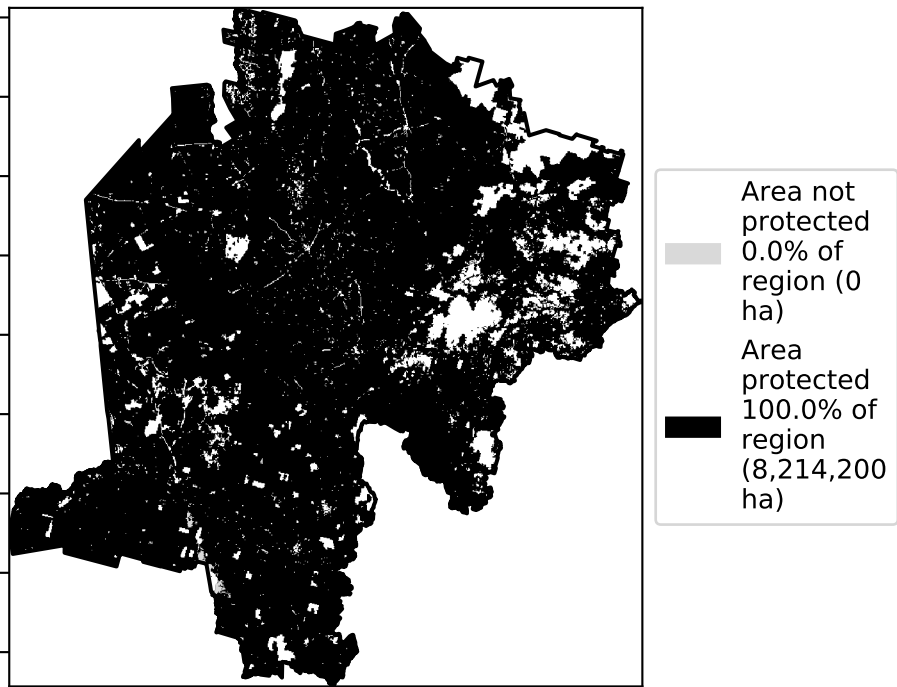 Area not
protected
0.0% of
region (0
ha)
Area
protected
100.0% of
region
(8,214,200
ha)